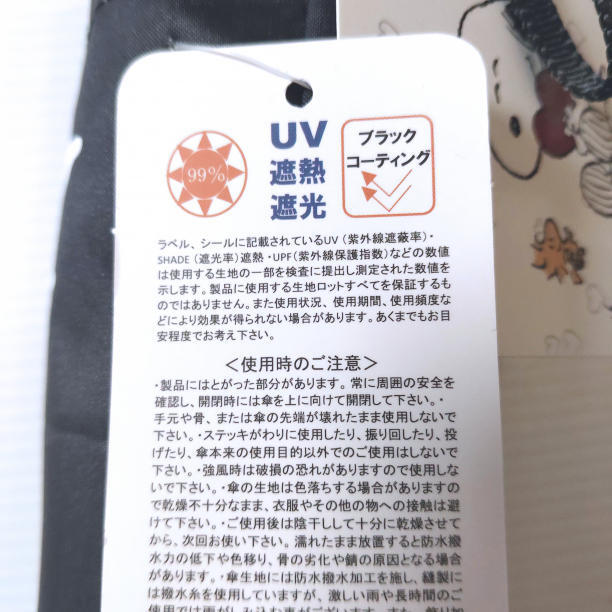 UV
遮熱
遮光
99%
ブラック
コーティング
ラベル、シールに記載されているUV（紫外線遮蔽率）・
SHADE（遮光率）遮熱・UPF（紫外線保護指数）などの数値
は使用する生地の一部を検査に提出し測定された数値を
示します。製品に使用する生地ロットすべてを保証するも
のではありません。また使用状況、使用期間、使用頻度な
どにより効果が得られない場合があります。あくまでもお目
安程度でお考え下さい。
＜使用時のご注意＞
・製品にはとがった部分があります。常に周囲の安全を
確認し、開閉時には傘を上に向けて開閉して下さい。・
手元や骨、または傘の先端が壊れたまま使用しないで
下さい。・ステッキがわりに使用したり、振り回したり、投
げたり、傘本来の使用目的以外でのご使用はしないで
下さい。・強風時は破損の恐れがありますので使用しな
いで下さい。・傘の生地は色落ちする場合があります
ので乾燥不十分なまま、衣服やその他の物への接触は避
けて下さい。・ご使用後は陰干しして十分に乾燥させて
から、次回お使い下さい。濡れたまま放置すると防水撥
水力の低下や色移り、骨の劣化や錆の原因となる場合
があります。・傘生地には防水撥水加工を施し、縫製に
は撥水糸を使用していますが、激しい雨や長時間のご
使用では雨がしみ込む事がございます。また